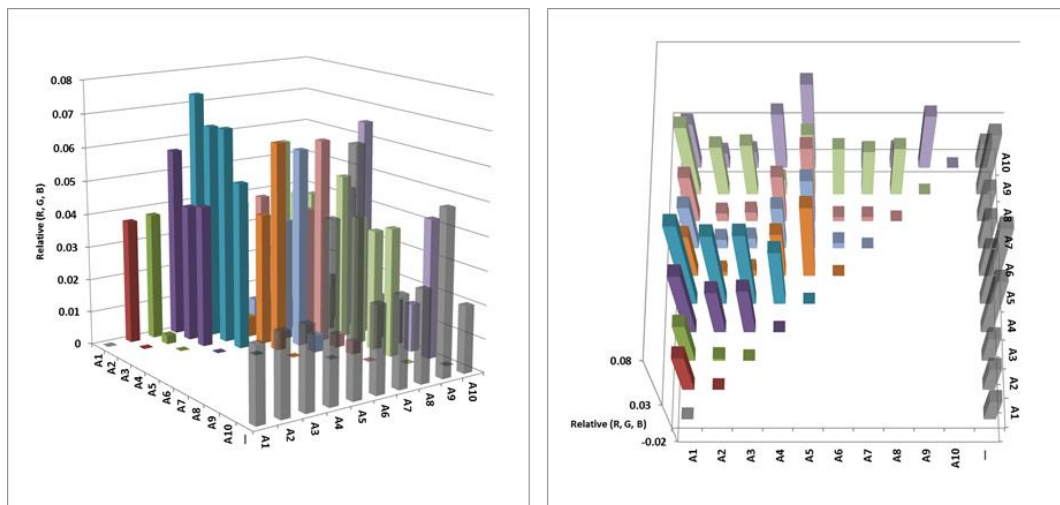 0.08
0.07
0.06
0.05
0.04
0.03
0.02
0.01
0
Relative (R, G, B)
A1
A2
A3
A4
A5
A6
A7
A8
A9
A10
—
A1
A2
A3
A4
A5
A6
A7
A8
A9
A10
A10
A9
A8
A7
A6
A5
A4
A3
A2
A1
0.08
0.03
-0.02
Relative (R, G, B)
A1
A2
A3
A4
A5
A6
A7
A8
A9
A10
—